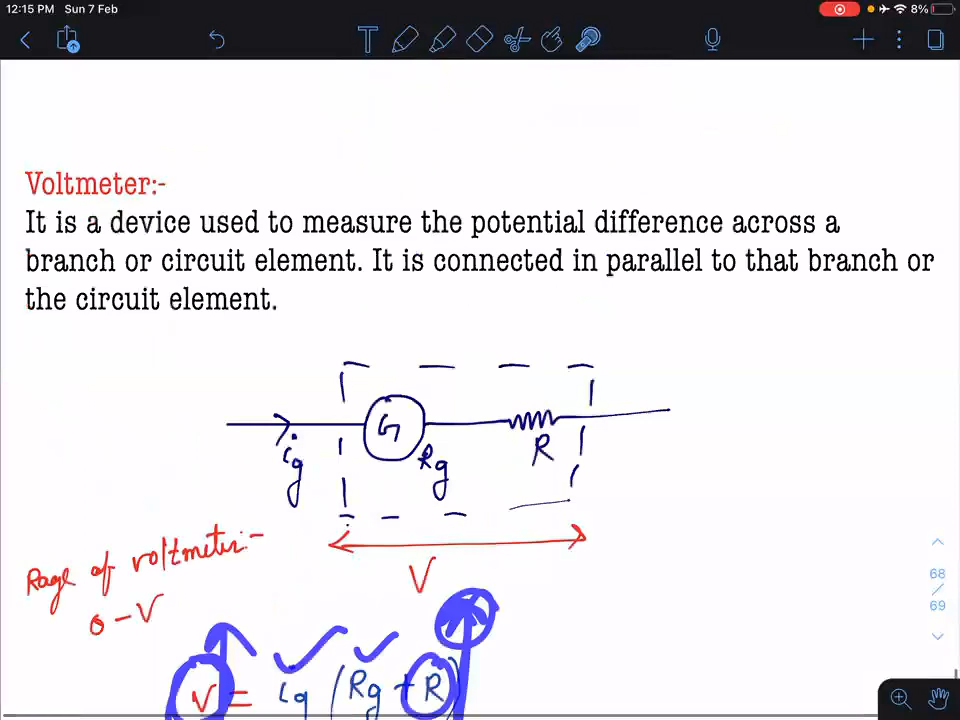 12:15 PM Sun 7 Feb 8%
T
Voltmeter:-
It is a device used to measure the potential difference across a
branch or circuit element. It is connected in parallel to that branch or
the circuit element.
G
ig Rg R
Rage of voltmeter:-
V
0 - V
V = ig (Rg + R)
68
/
69